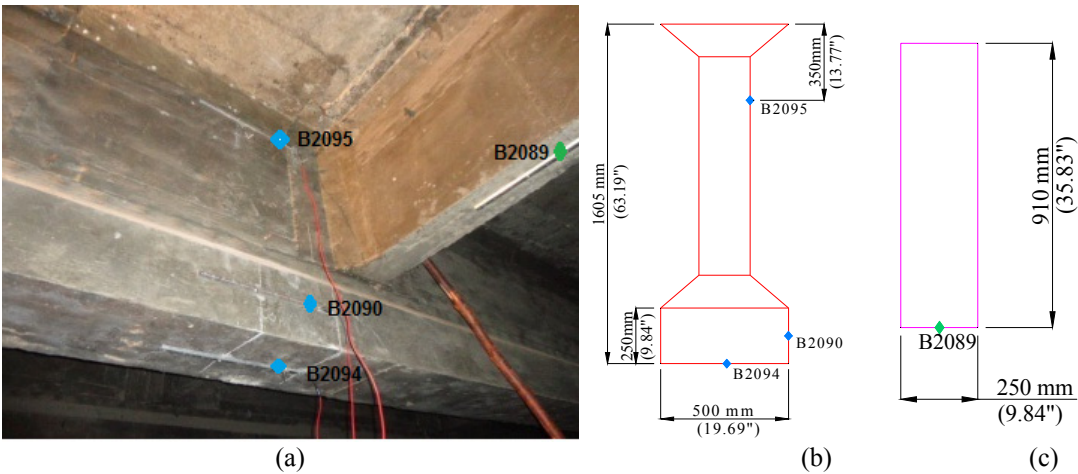 B2095
B2089
B2090
B2094
(a)
1605 mm
(63.19")
350mm
(13.77")
B2095
250mm
(9.84")
B2090
B2094
500 mm
(19.69")
(b)
910 mm
(35.83")
B2089
250 mm
(9.84")
(c)